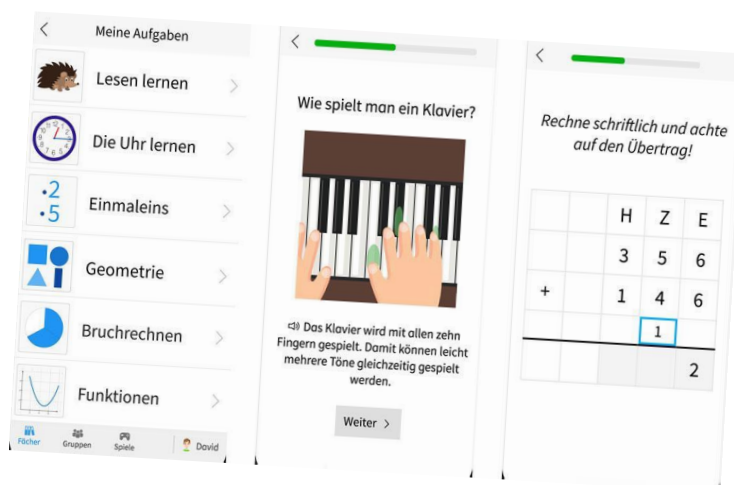 Meine Aufgaben
Lesen lernen
Die Uhr lernen
·2
·5
Einmaleins
Geometrie
Bruchrechnen
Funktionen
Fächer
Gruppen
Spiele
David
Wie spielt man ein Klavier?
Das Klavier wird mit allen zehn
Fingern gespielt. Damit können leicht
mehrere Töne gleichzeitig gespielt
werden.
Weiter >
Rechne schriftlich und achte
auf den Übertrag!
H Z E
3 5 6
+ 1 4 6
1
2